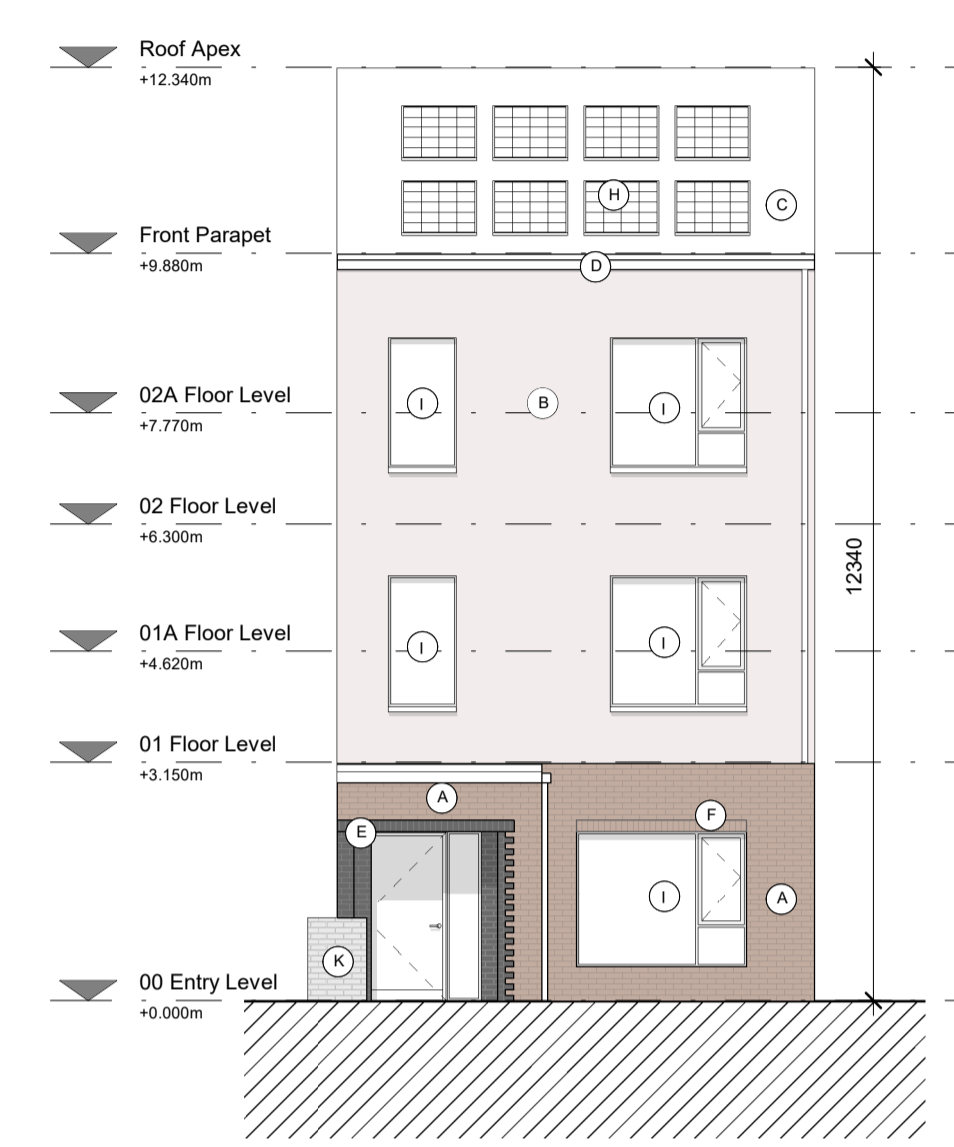 Roof Apex
+12.340m
H
C
Front Parapet
+9.880m
D
02A Floor Level
+7.770m
I
B
I
02 Floor Level
+6.300m
12340
01A Floor Level
+4.620m
I
I
01 Floor Level
+3.150m
A
F
E
I
A
K
00 Entry Level
+0.000m